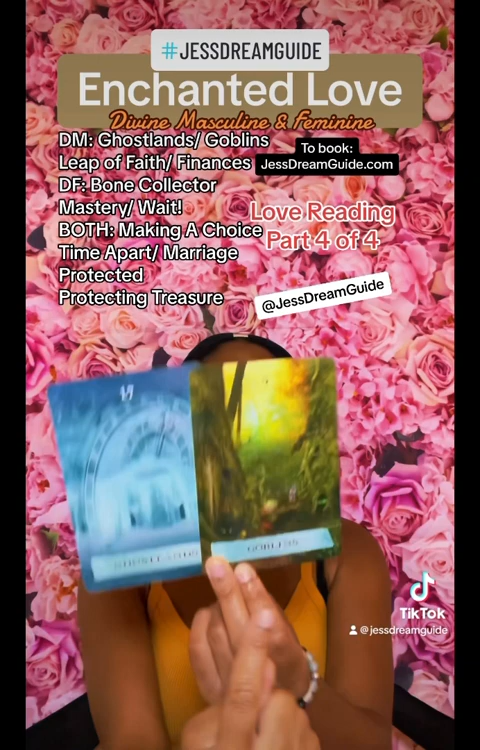 #JESSDREAMGUIDE
Enchanted Love
Divine Masculine & Feminine
DM: Ghostlands/ Goblins
Leap of Faith/ Finances
DF: Bone Collector
Mastery/ Wait!
BOTH: Making A Choice
Time Apart/ Marriage
Protected
Protecting Treasure
To book:
JessDreamGuide.com
Love Reading
Part 4 of 4
@JessDreamGuide
GOBLINS
TikTok
@jessdreamguide